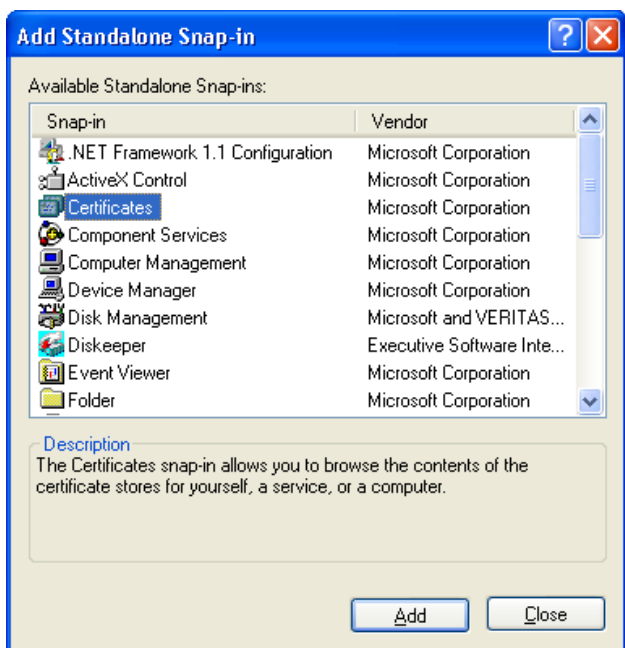 Add Standalone Snap-in
Available Standalone Snap-ins:
Snap-in Vendor
.NET Framework 1.1 Configuration Microsoft Corporation
ActiveX Control Microsoft Corporation
Certificates Microsoft Corporation
Component Services Microsoft Corporation
Computer Management Microsoft Corporation
Device Manager Microsoft Corporation
Disk Management Microsoft and VERITAS...
Diskeeper Executive Software Inte...
Event Viewer Microsoft Corporation
Folder Microsoft Corporation
Description
The Certificates snap-in allows you to browse the contents of the
certificate stores for yourself, a service, or a computer.
Add Close